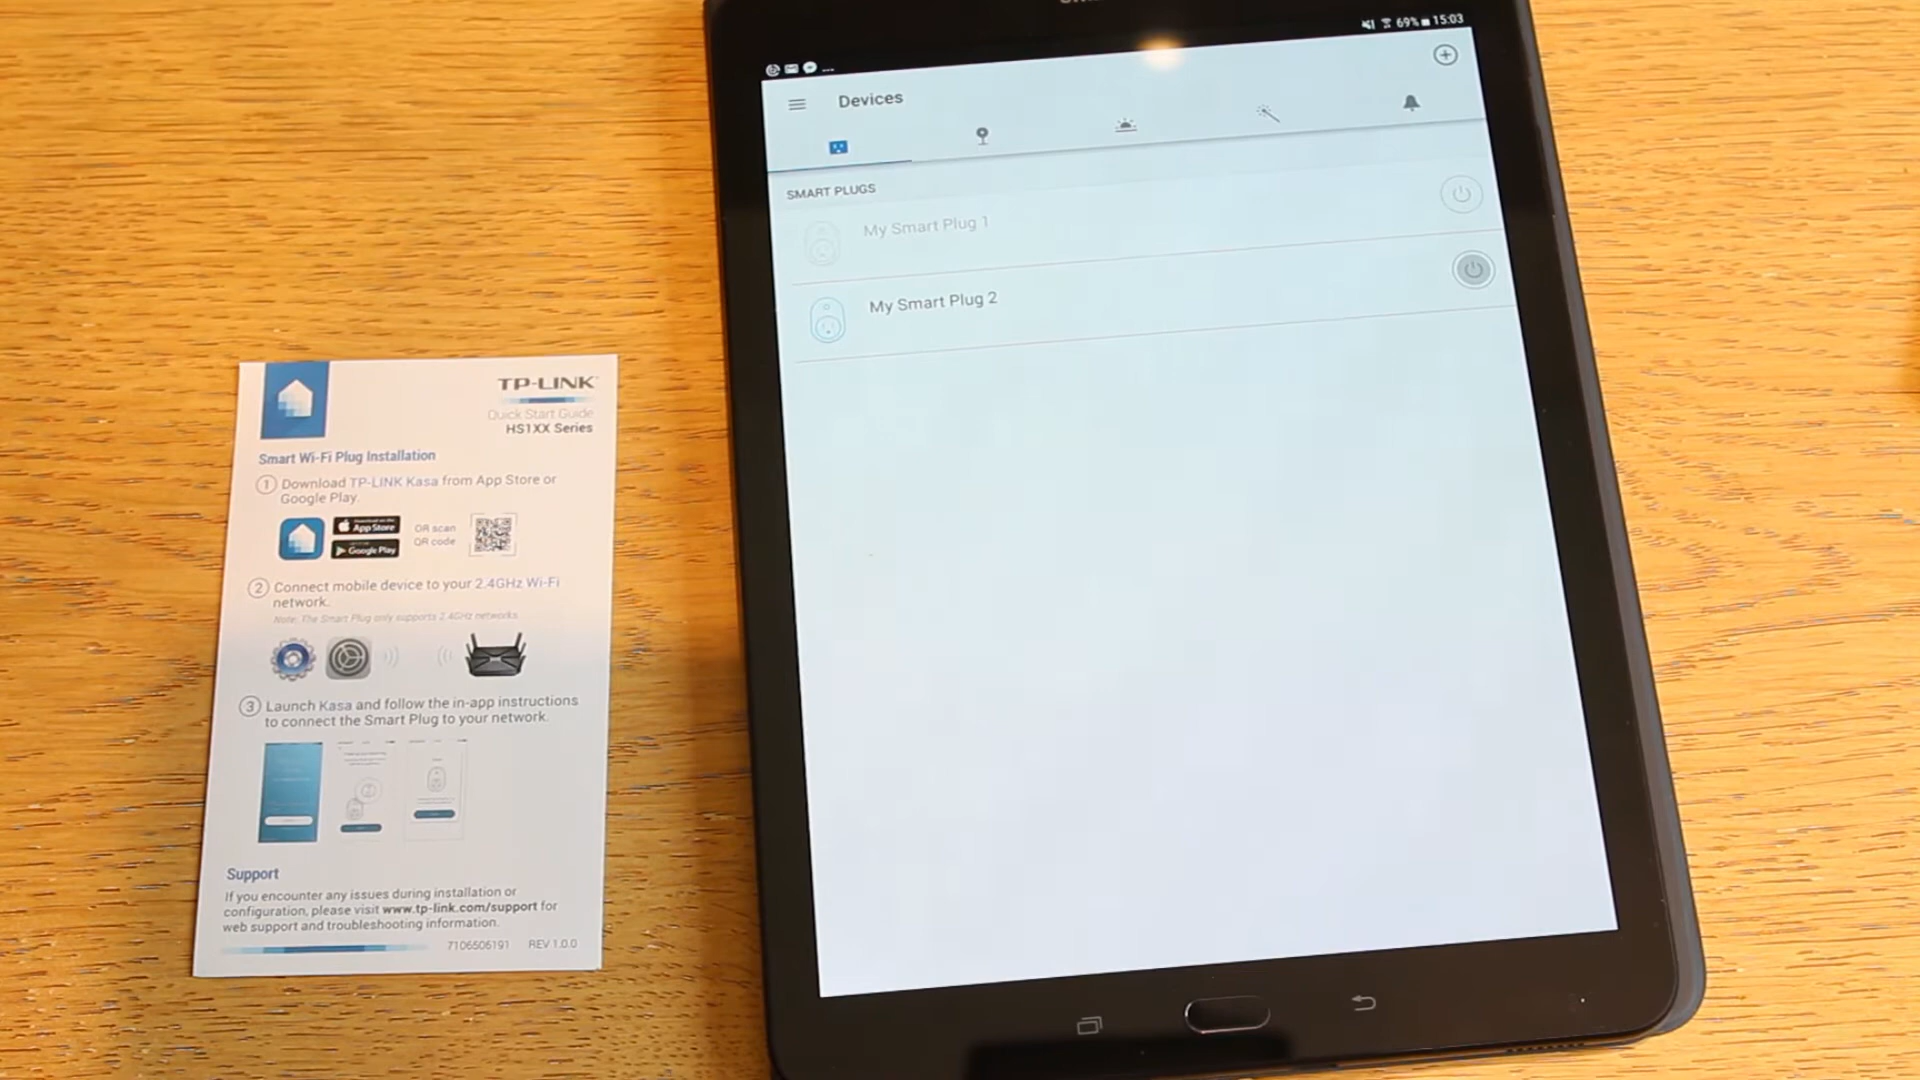 TP-LINK
Quick Start Guide
HS1XX Series
Smart Wi-Fi Plug Installation
1 Download TP-LINK Kasa from App Store or
Google Play.
Download on the
App Store
Google Play
OR scan
QR code
2 Connect mobile device to your 2.4GHz Wi-Fi
network.
Note: The Smart Plug only supports 2.4GHz networks.
3 Launch Kasa and follow the in-app instructions
to connect the Smart Plug to your network.
Support
If you encounter any issues during installation or
configuration, please visit www.tp-link.com/support for
web support and troubleshooting information.
7106506191 REV 1.0.0
69% 15:03
Devices
SMART PLUGS
My Smart Plug 1
My Smart Plug 2